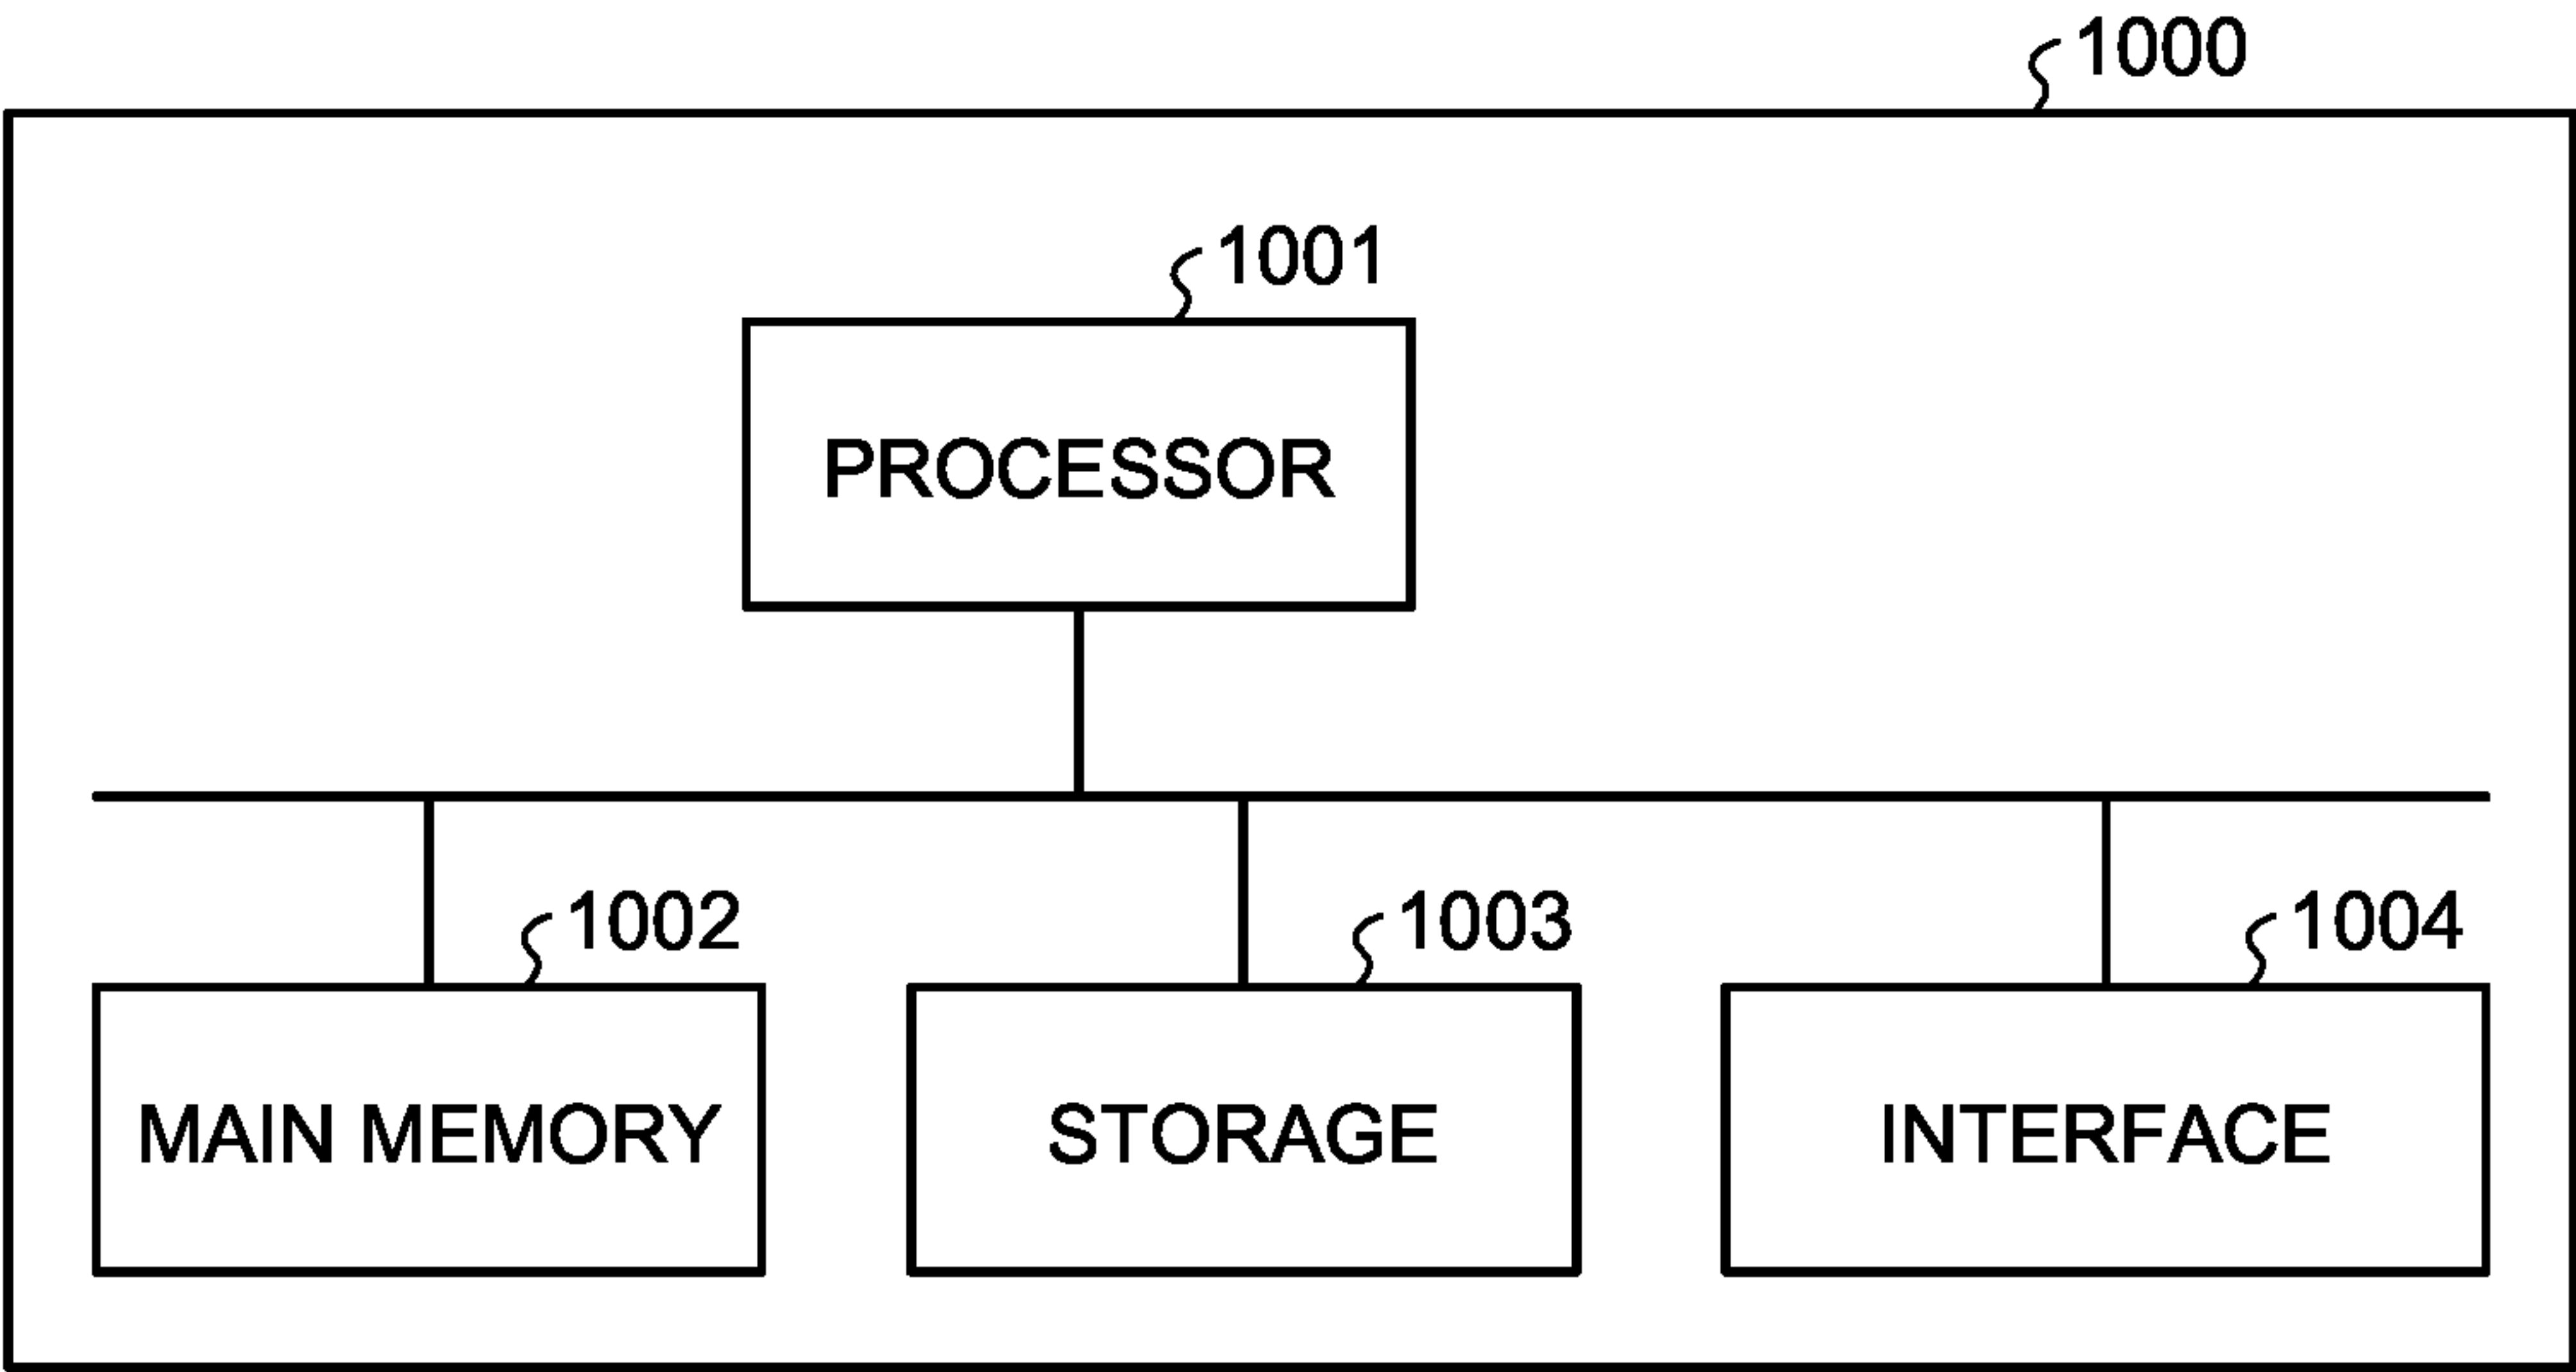 1000
1001
PROCESSOR
1002
1003
1004
MAIN MEMORY
STORAGE
INTERFACE